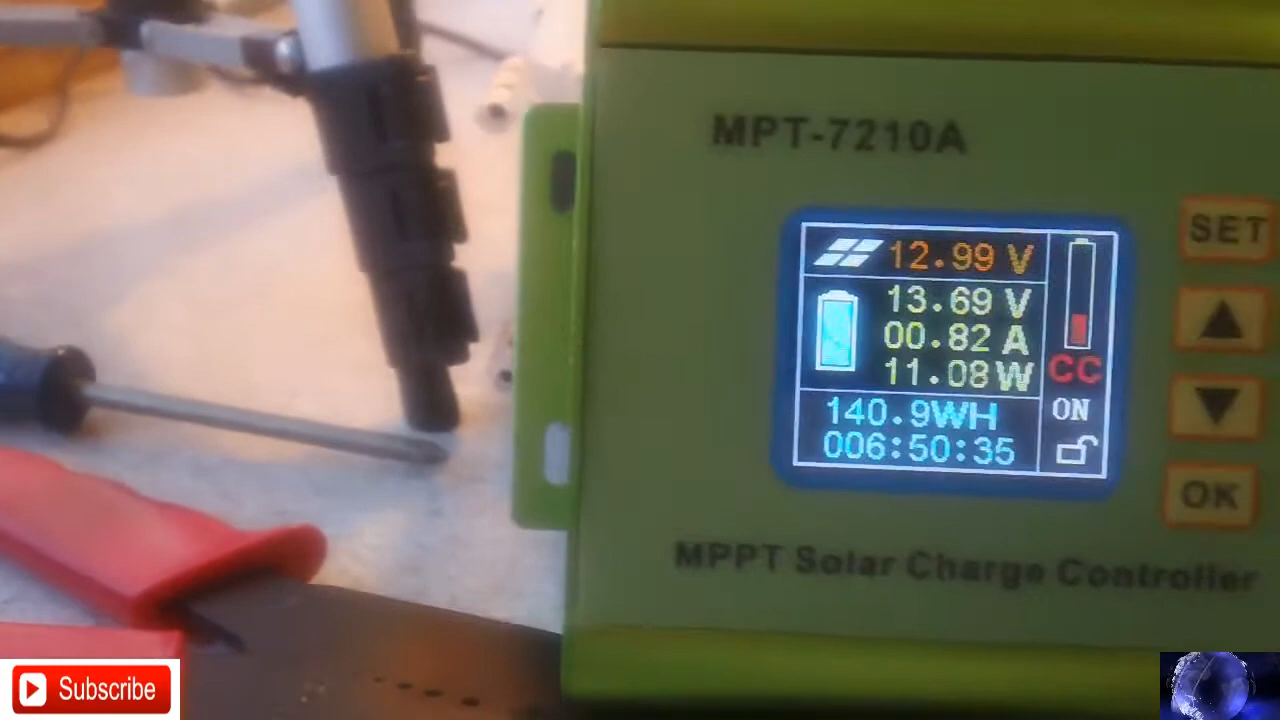 MPT-7210A
12.99 V
13.69 V
00.82 A
11.08 W
CC
ON
140.9WH
006:50:35
SET
OK
MPPT Solar Charge Controller
Subscribe